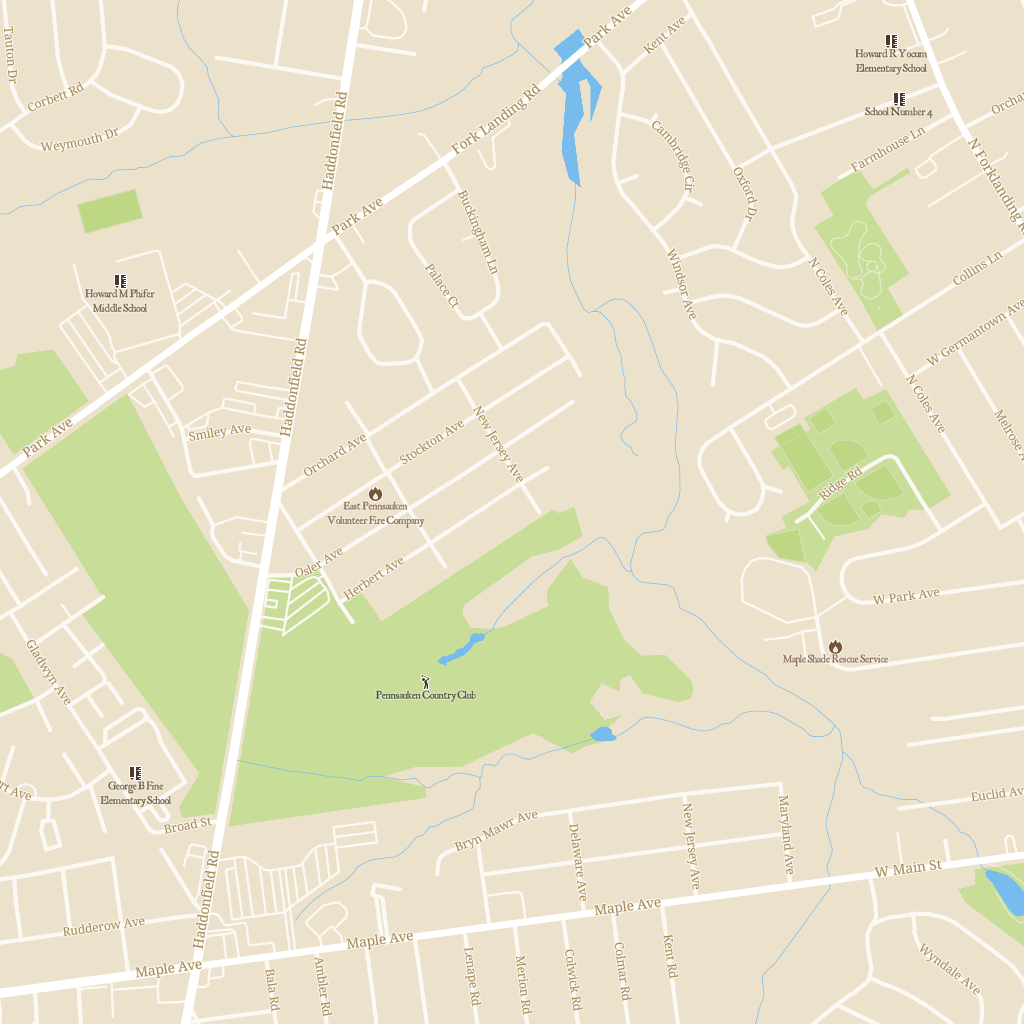 Tauton Dr
Corbett Rd
Weymouth Dr
Haddonfield Rd
Park Ave
Fork Landing Rd
Park Ave
Kent Ave
Howard R Yocum
Elementary School
School Number 4
Farmhouse Ln
N Forklanding R
Orcha
Cambridge Cir
Oxford Dr
Buckingham Ln
Palace Ct
Windsor Ave
N Coles Ave
Collins Ln
W Germantown Ave
Howard M Phifer
Middle School
Haddonfield Rd
Park Ave
Smiley Ave
Orchard Ave
Stockton Ave
New Jersey Ave
N Coles Ave
Melrose A
Ridge Rd
East Pennsauken
Volunteer Fire Company
Osler Ave
Herbert Ave
W Park Ave
Maple Shade Rescue Service
Gladwyn Ave
Pennsauken Country Club
George B Fine
Elementary School
rt Ave
Broad St
Euclid Av
Bryn Mawr Ave
Delaware Ave
New Jersey Ave
Maryland Ave
W Main St
Haddonfield Rd
Rudderow Ave
Maple Ave
Maple Ave
Maple Ave
Bala Rd
Ambler Rd
Lenape Rd
Merion Rd
Colwick Rd
Colmar Rd
Kent Rd
Wyndale Ave